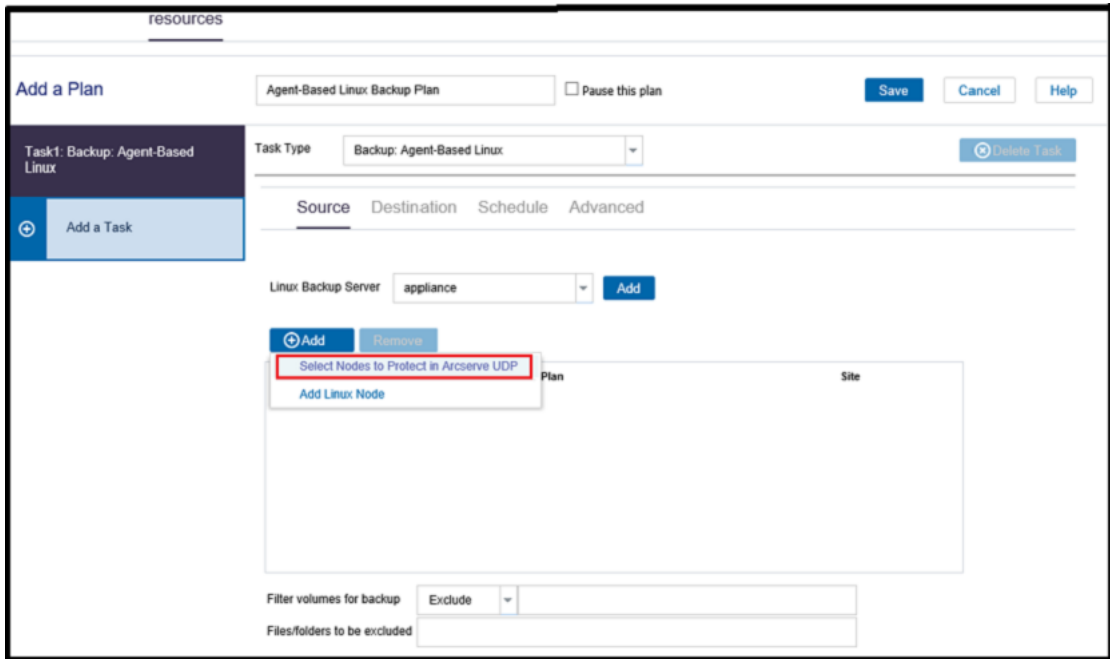 resources
Add a Plan
Agent-Based Linux Backup Plan
Pause this plan
Save
Cancel
Help
Task1: Backup: Agent-Based
Linux
Add a Task
Task Type
Backup: Agent-Based Linux
Delete Task
Source Destination Schedule Advanced
Linux Backup Server
appliance
Add
Add
Remove
Select Nodes to Protect in Arcserve UDP
Add Linux Node
Plan
Site
Filter volumes for backup
Exclude
Files/folders to be excluded